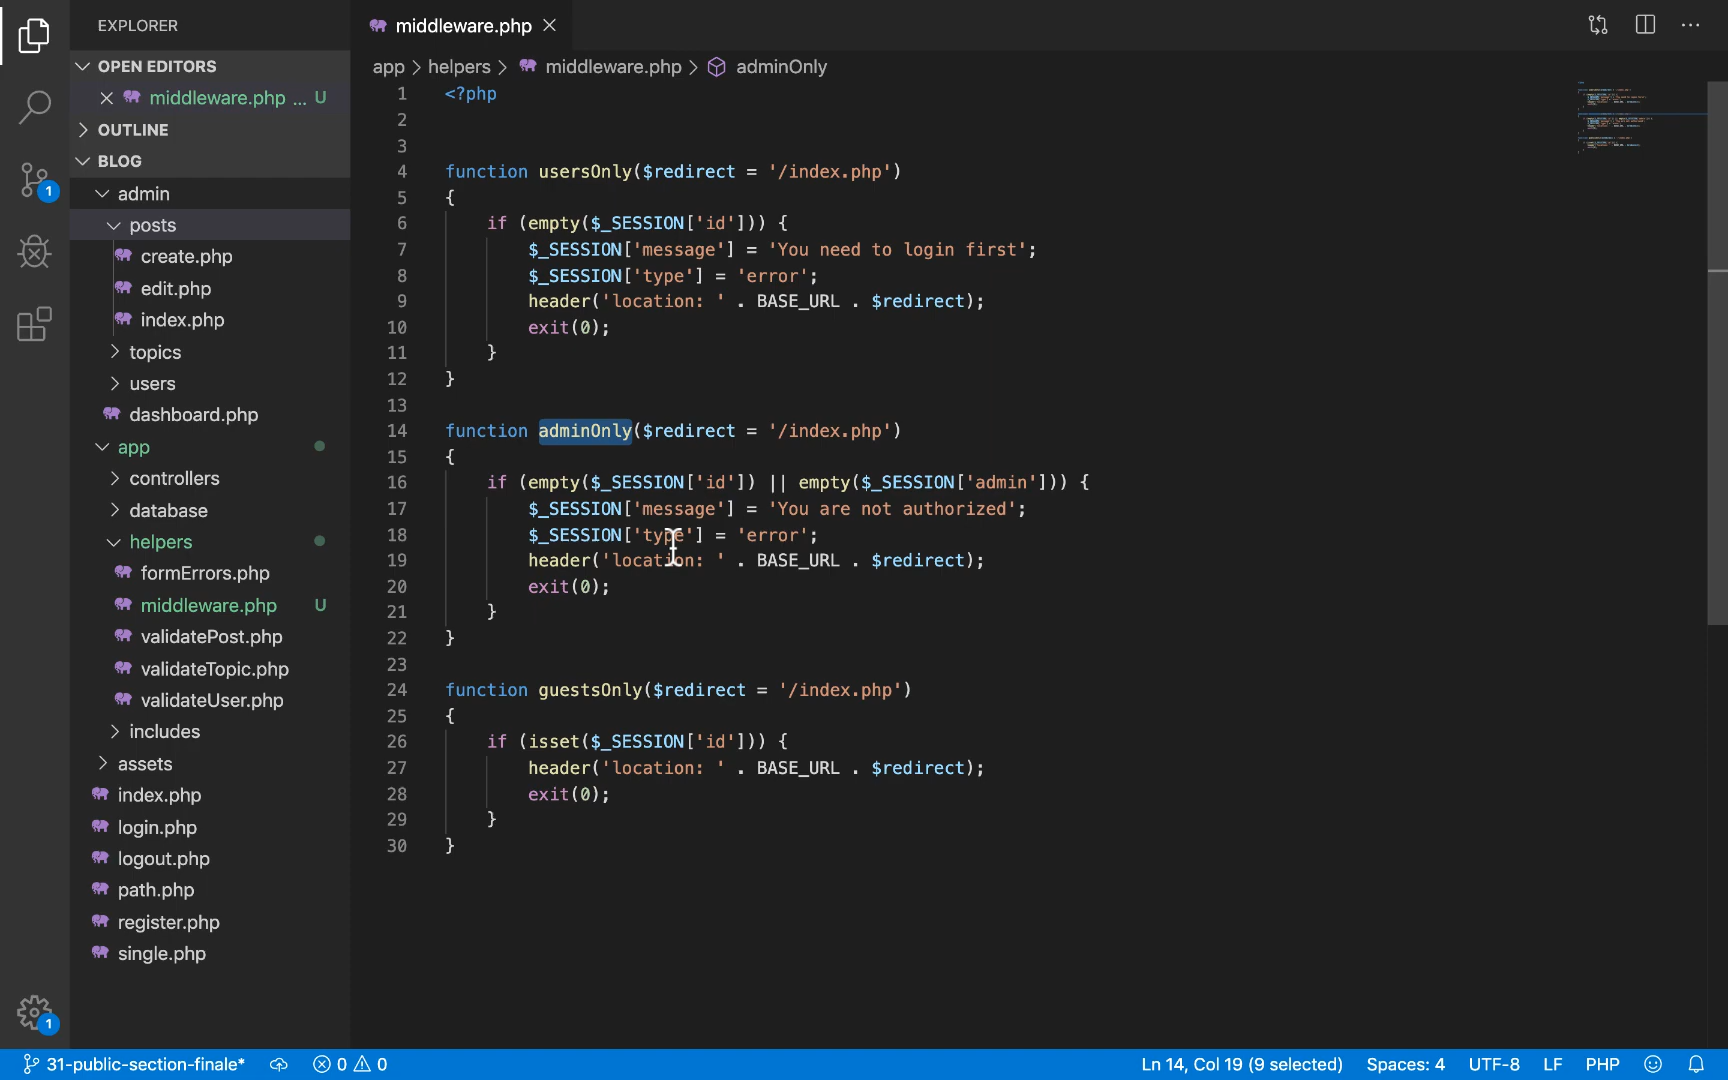 EXPLORER
OPEN EDITORS
middleware.php ... U
OUTLINE
BLOG
admin
posts
create.php
edit.php
index.php
topics
users
dashboard.php
app
controllers
database
helpers
formErrors.php
middleware.php U
validatePost.php
validateTopic.php
validateUser.php
includes
assets
index.php
login.php
logout.php
path.php
register.php
single.php
1
1
middleware.php
app > helpers > middleware.php > adminOnly
1 <?php
2
3
4 function usersOnly($redirect = '/index.php')
5 {
6 if (empty($_SESSION['id'])) {
7 $_SESSION['message'] = 'You need to login first';
8 $_SESSION['type'] = 'error';
9 header('location: ' . BASE_URL . $redirect);
10 exit(0);
11 }
12 }
13
14 function adminOnly($redirect = '/index.php')
15 {
16 if (empty($_SESSION['id']) || empty($_SESSION['admin'])) {
17 $_SESSION['message'] = 'You are not authorized';
18 $_SESSION['type'] = 'error';
19 header('location: ' . BASE_URL . $redirect);
20 exit(0);
21 }
22 }
23
24 function guestsOnly($redirect = '/index.php')
25 {
26 if (isset($_SESSION['id'])) {
27 header('location: ' . BASE_URL . $redirect);
28 exit(0);
29 }
30 }
31-public-section-finale* 0 0 Ln 14, Col 19 (9 selected) Spaces: 4 UTF-8 LF PHP